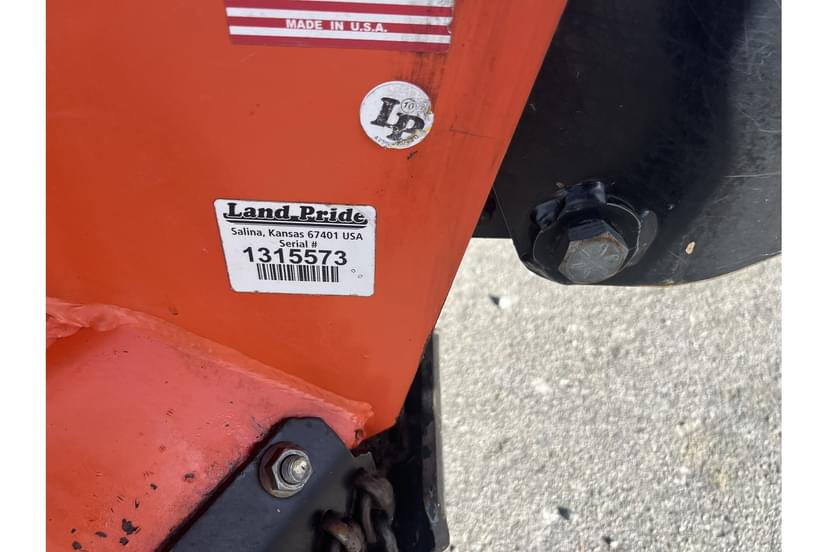 MADE IN U.S.A.
LP
Land Pride
Salina, Kansas 67401 USA
Serial #
1315573